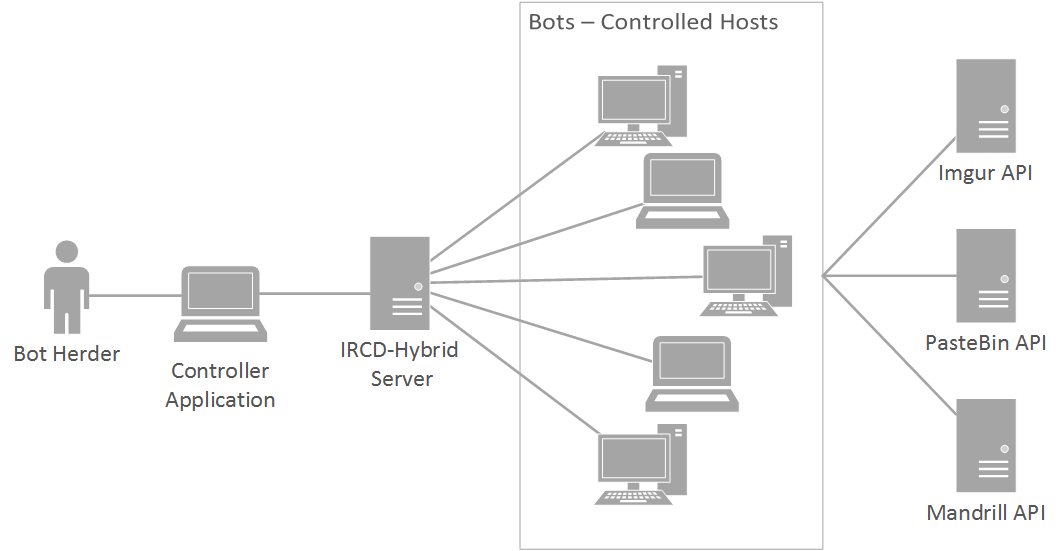 Bots – Controlled Hosts
Imgur API
Bot Herder
Controller
Application
IRCD-Hybrid
Server
PasteBin API
Mandrill API